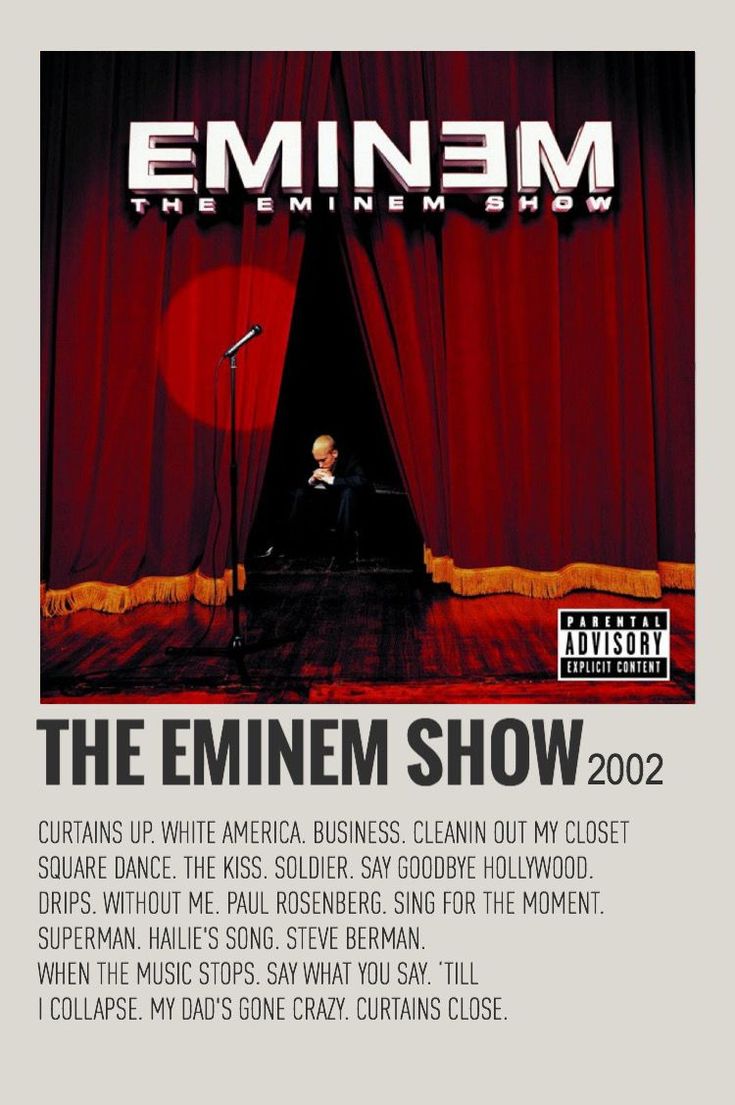 EMINEM
THE EMINEM SHOW
PARENTAL
ADVISORY
EXPLICIT CONTENT
THE EMINEM SHOW 2002
CURTAINS UP. WHITE AMERICA. BUSINESS. CLEANIN OUT MY CLOSET
SQUARE DANCE. THE KISS. SOLDIER. SAY GOODBYE HOLLYWOOD.
DRIPS. WITHOUT ME. PAUL ROSENBERG. SING FOR THE MOMENT.
SUPERMAN. HAILIE'S SONG. STEVE BERMAN.
WHEN THE MUSIC STOPS. SAY WHAT YOU SAY. ‘TILL
I COLLAPSE. MY DAD'S GONE CRAZY. CURTAINS CLOSE.